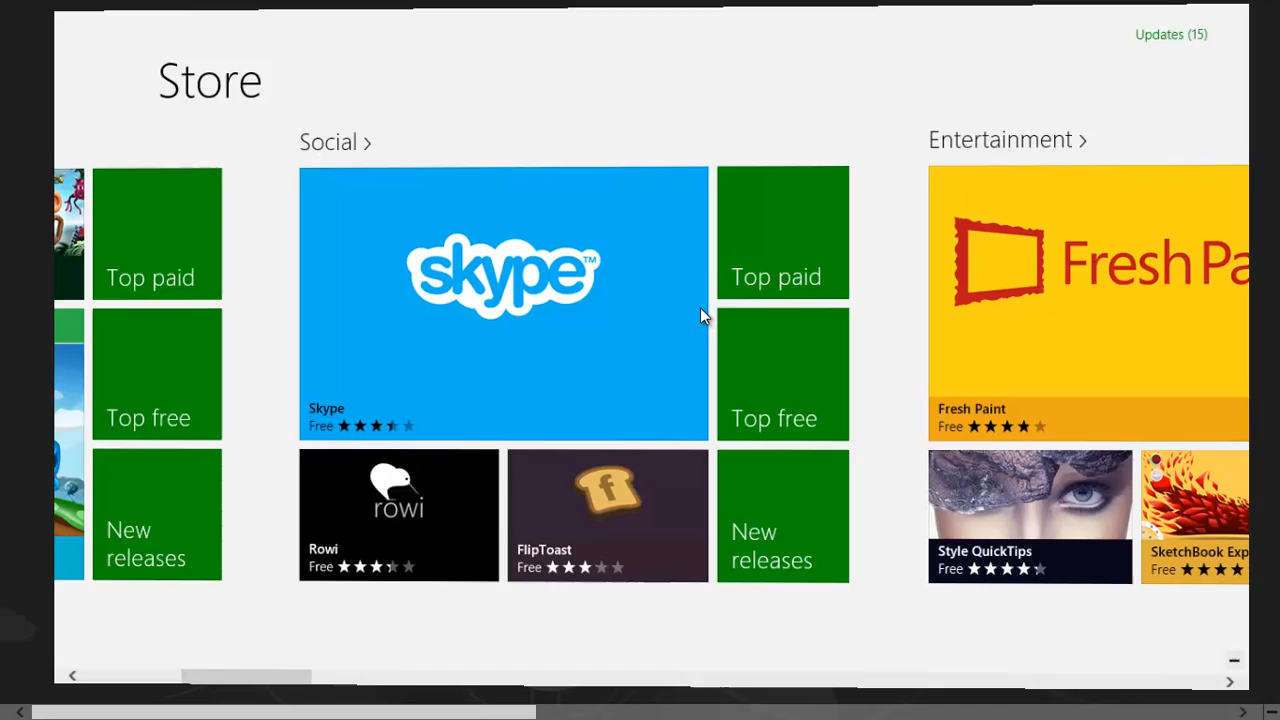 Updates (15)
Store
Social >
Entertainment >
Top paid
Top free
New
releases
skype™
Skype
Free
rowi
Rowi
Free
f
FlipToast
Free
Top paid
Top free
New
releases
Fresh Pa
Fresh Paint
Free
Style QuickTips
Free
SketchBook Exp
Free